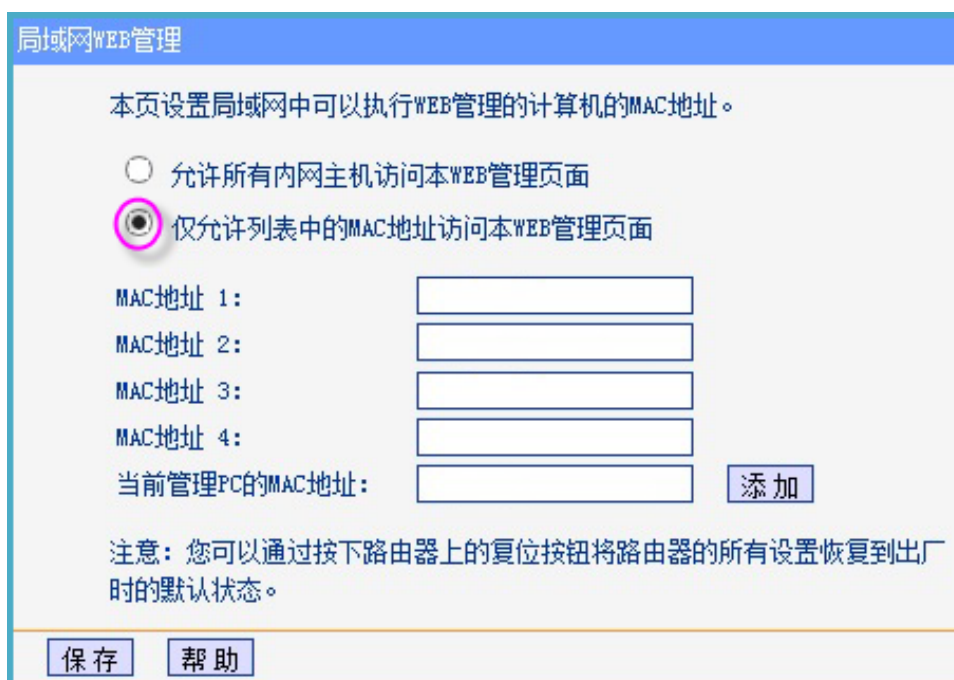 局域网WEB管理
本页设置局域网中可以执行WEB管理的计算机的MAC地址。
允许所有内网主机访问本WEB管理页面
仅允许列表中的MAC地址访问本WEB管理页面
MAC地址 1:
MAC地址 2:
MAC地址 3:
MAC地址 4:
当前管理PC的MAC地址: 添加
注意: 您可以通过按下路由器上的复位按钮将路由器的所有设置恢复到出厂
时的默认状态。
保存 帮助